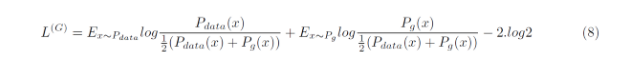 L^{(G)} = E_{x∼P_{data}} log \frac{P_{data}(x)}{\frac{1}{2}(P_{data}(x) + P_g(x))} + E_{x∼P_g} log \frac{P_g(x)}{\frac{1}{2}(P_{data}(x) + P_g(x))} − 2.log2 (8)